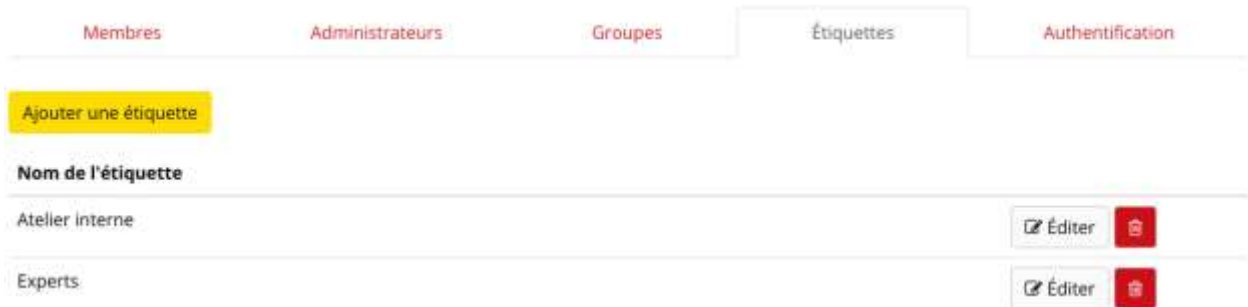 Membres Administrateurs Groupes Étiquettes Authentification
Ajouter une étiquette
Nom de l'étiquette
Atelier interne Éditer
Experts Éditer